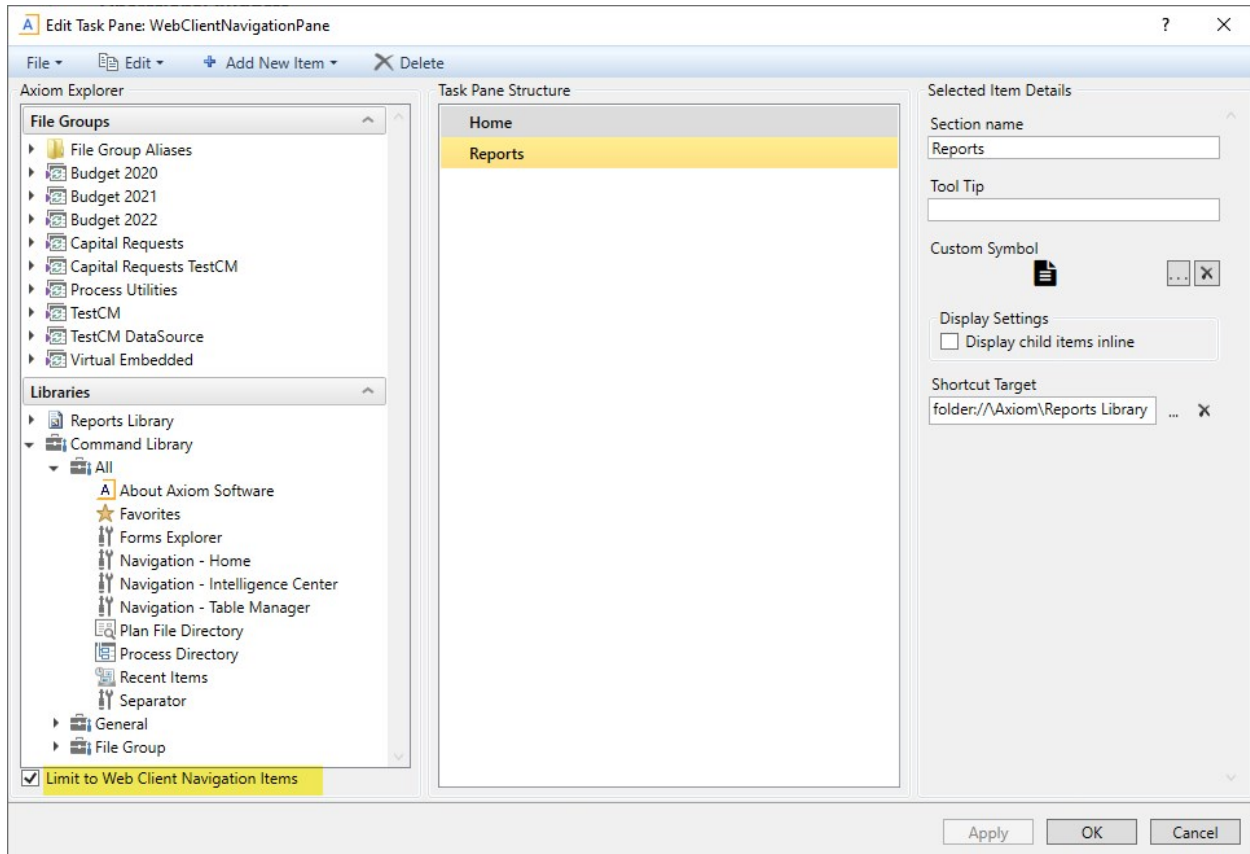 A Edit Task Pane: WebClientNavigationPane ?
File Edit Add New Item Delete
Axiom Explorer
File Groups
File Group Aliases
Budget 2020
Budget 2021
Budget 2022
Capital Requests
Capital Requests TestCM
Process Utilities
TestCM
TestCM DataSource
Virtual Embedded
Libraries
Reports Library
Command Library
All
A About Axiom Software
Favorites
Forms Explorer
Navigation - Home
Navigation - Intelligence Center
Navigation - Table Manager
Plan File Directory
Process Directory
Recent Items
Separator
General
File Group
Limit to Web Client Navigation Items
Task Pane Structure
Home
Reports
Selected Item Details
Section name
Reports
Tool Tip
Custom Symbol
...
Display Settings
Display child items inline
Shortcut Target
folder://\Axiom\Reports Library ...
Apply OK Cancel